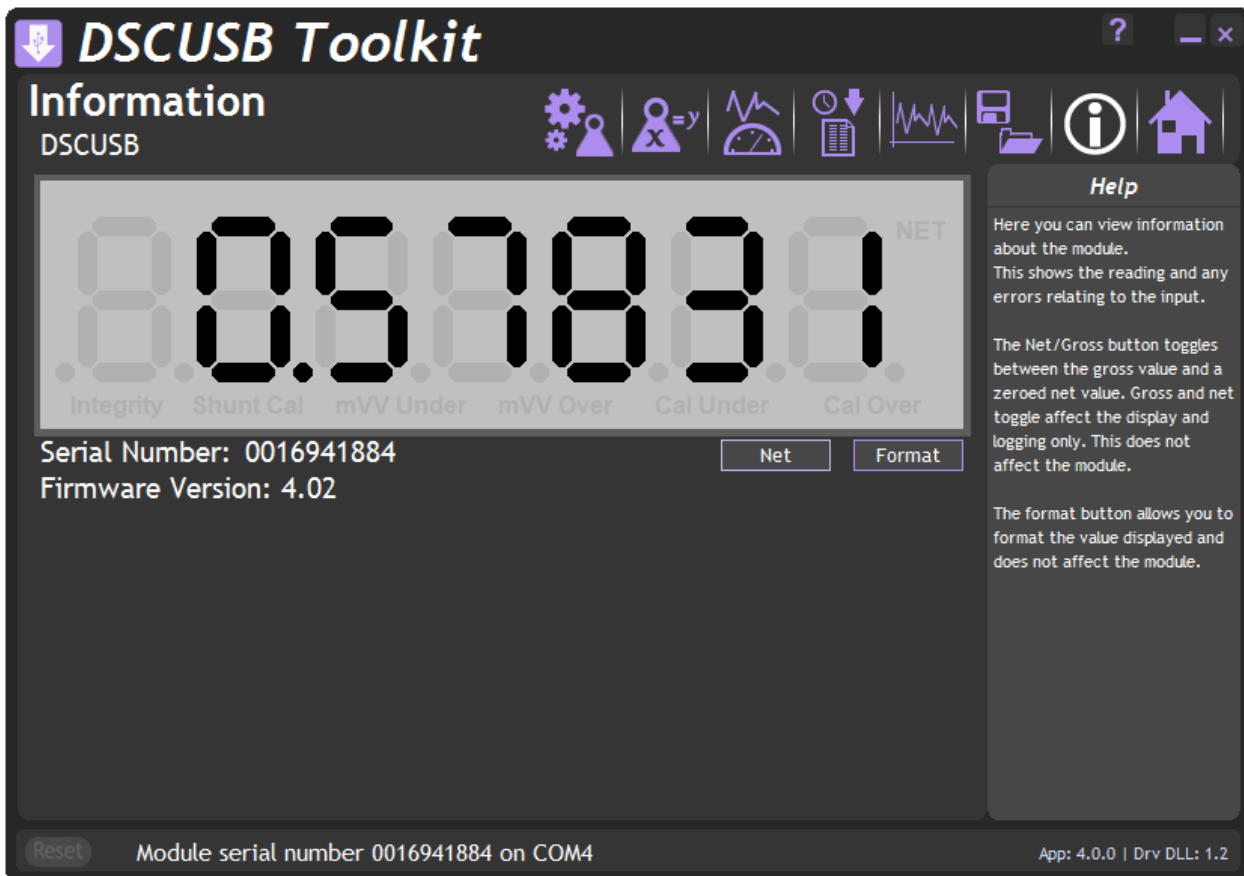 DSCUSB Toolkit
?
Information
DSCUSB
x=y
0.57831
NET
Integrity Shunt Cal mVV Under mVV Over Cal Under Cal Over
Serial Number: 0016941884
Net Format
Firmware Version: 4.02
Help
Here you can view information
about the module.
This shows the reading and any
errors relating to the input.
The Net/Gross button toggles
between the gross value and a
zeroed net value. Gross and net
toggle affect the display and
logging only. This does not
affect the module.
The format button allows you to
format the value displayed and
does not affect the module.
Reset
Module serial number 0016941884 on COM4
App: 4.0.0 | Drv DLL: 1.2